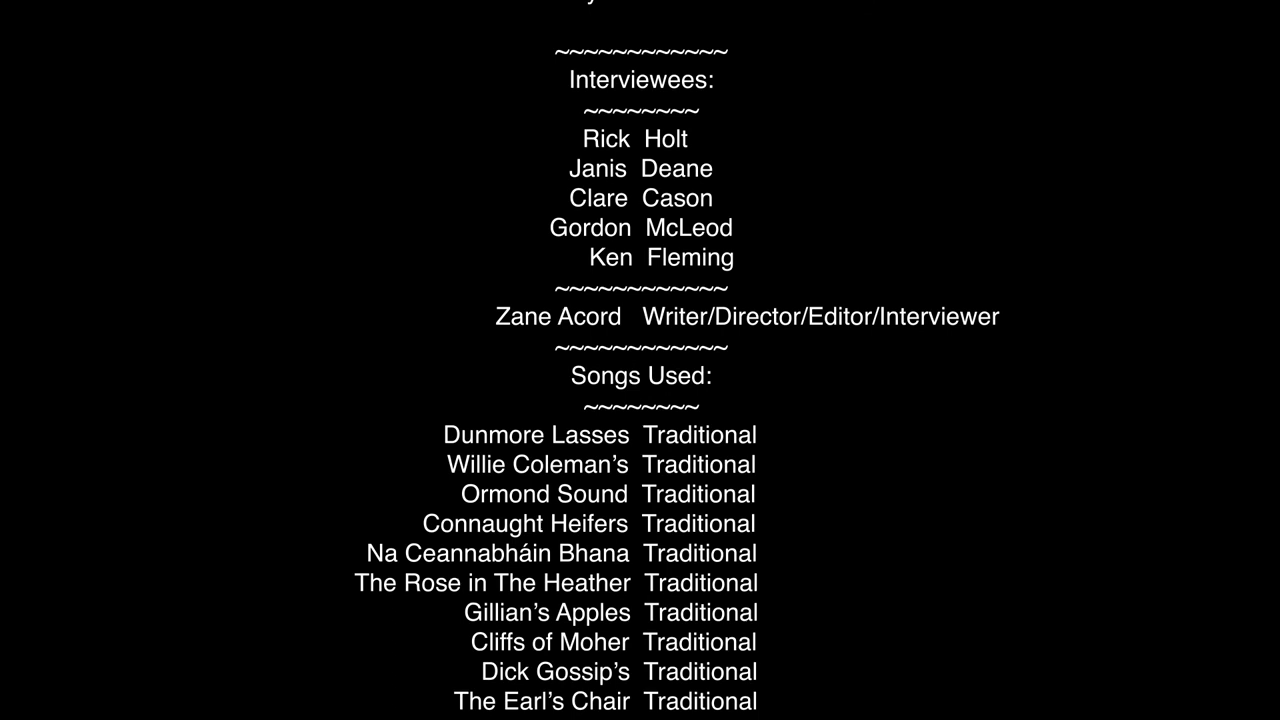 ~~~~~~~~~~~~
Interviewees:
~~~~~~~~
Rick Holt
Janis Deane
Clare Cason
Gordon McLeod
Ken Fleming
~~~~~~~~~~~~
Zane Acord Writer/Director/Editor/Interviewer
~~~~~~~~~~~~
Songs Used:
~~~~~~~~
Dunmore Lasses Traditional
Willie Coleman’s Traditional
Ormond Sound Traditional
Connaught Heifers Traditional
Na Ceannabháin Bhana Traditional
The Rose in The Heather Traditional
Gillian’s Apples Traditional
Cliffs of Moher Traditional
Dick Gossip’s Traditional
The Earl’s Chair Traditional